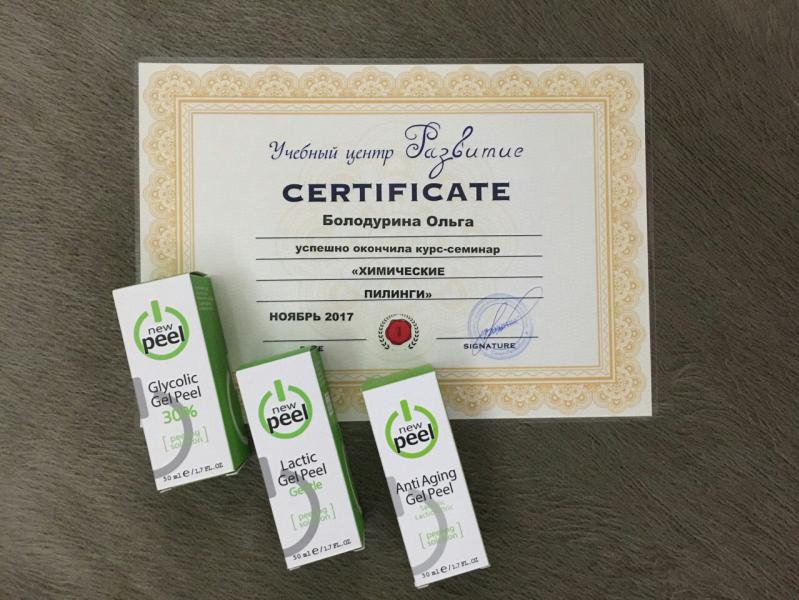 Учебный центр Развитие
CERTIFICATE
Болодурина Ольга
успешно окончила курс-семинар
«ХИМИЧЕСКИЕ
ПИЛИНГИ»
НОЯБРЬ 2017
1
SIGNATURE
new
peel
Glycolic
Gel Peel
30%
[peeling
solution]
50 ml e/1.7 FL.OZ
new
peel
Lactic
Gel Peel
Gentle
[peeling
solution]
50 ml e/1.7 FL.OZ
new
peel
Anti Aging
Gel Peel
[peeling
solution]
50 ml e/1.7 FL.OZ